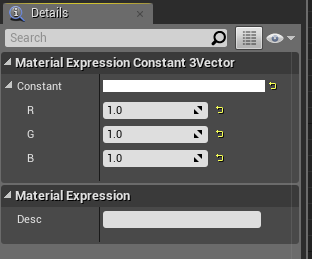 Details
Search
Material Expression Constant 3Vector
Constant
R 1.0
G 1.0
B 1.0
Material Expression
Desc